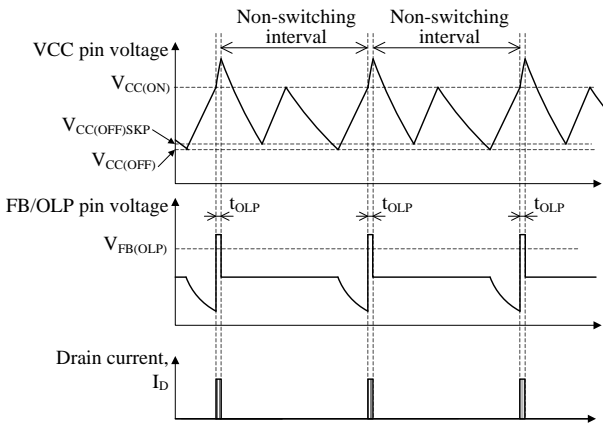 Non-switching
interval
Non-switching
interval
VCC pin voltage
VCC(ON)
VCC(OFF)SKP
VCC(OFF)
FB/OLP pin voltage
tOLP
tOLP
tOLP
VFB(OLP)
Drain current,
ID